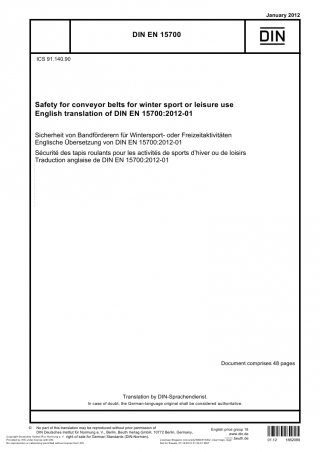 January 2012
DIN EN 15700
DIN
ICS 91.140.90
Safety for conveyor belts for winter sport or leisure use
English translation of DIN EN 15700:2012-01
Sicherheit von Bandförderern für Wintersport- oder Freizeitaktivitäten
Englische Übersetzung von DIN EN 15700:2012-01
Sécurité des tapis roulants pour les activités de sports d'hiver ou de loisirs
Traduction anglaise de DIN EN 15700:2012-01
Document comprises 48 pages
Translation by DIN-Sprachendienst.
In case of doubt, the German-language original shall be considered authoritative.
© No part of this translation may be reproduced without prior permission of
DIN Deutsches Institut für Normung e. V., Berlin. Beuth Verlag GmbH, 10772 Berlin, Germany,
right of sale for German Standards (DIN-Normen).
English price group 18
www.din.de
beuth.de
01.12